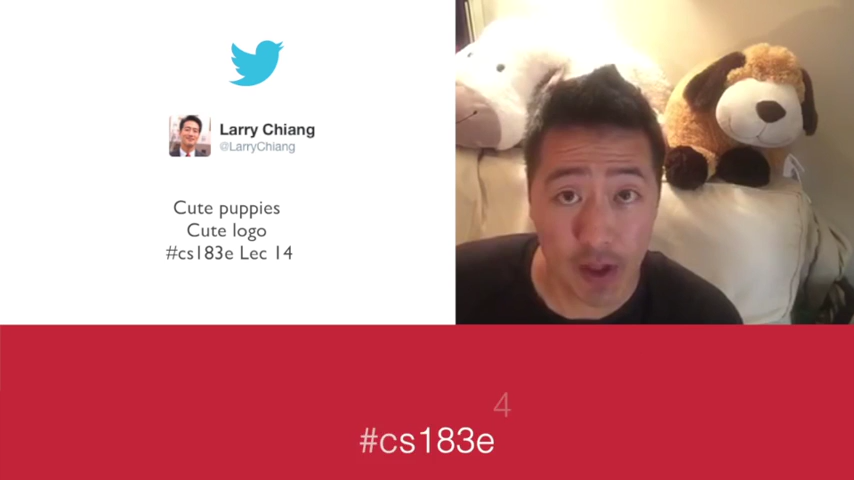 Larry Chiang
@LarryChiang
Cute puppies
Cute logo
#cs183e Lec 14
4
#cs183e